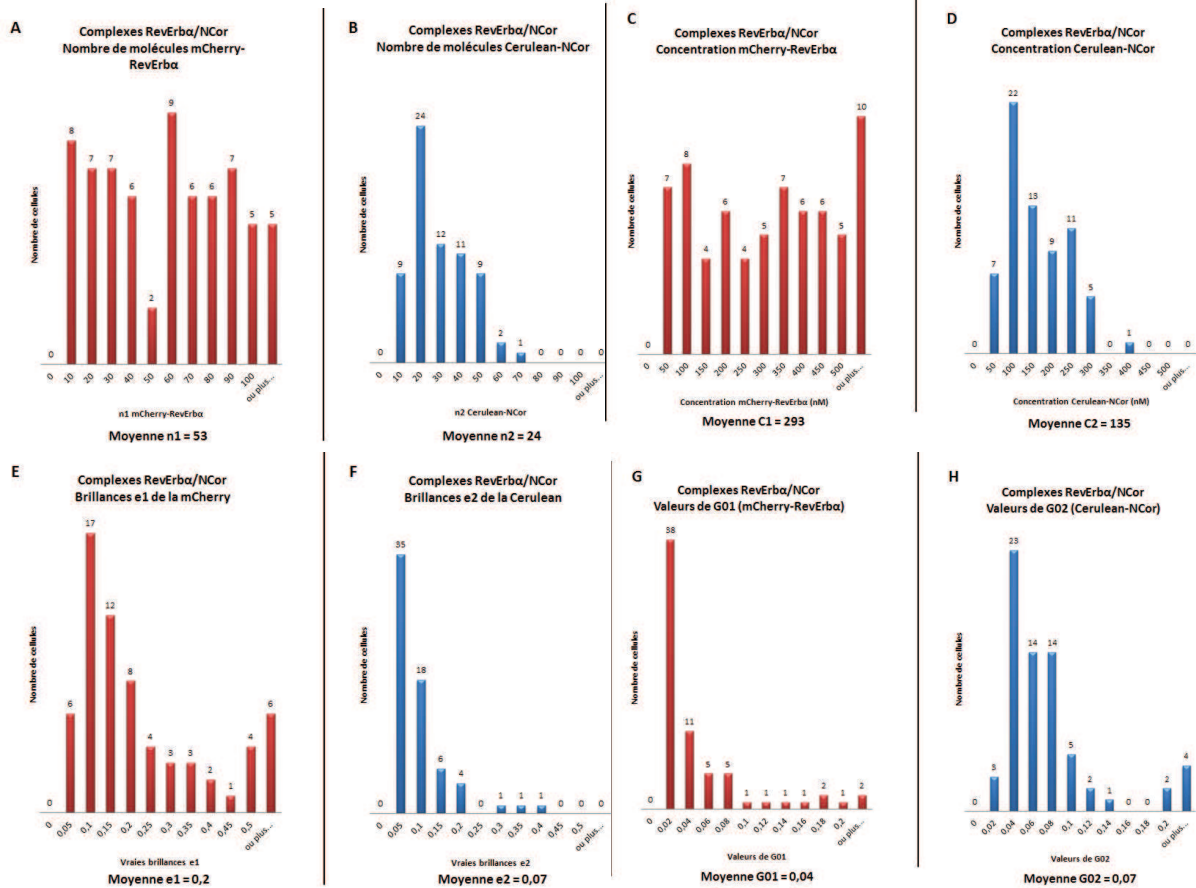 A
Complexes RevErbα/NCor
Nombre de molécules mCherry-
RevErbα
Nombre de cellules
0 8 7 7 6 2 9 6 6 7 5 5
0 10 20 30 40 50 60 70 80 90 100 ou plus...
n1 mCherry-RevErbα
Moyenne n1 = 53
B
Complexes RevErbα/NCor
Nombre de molécules Cerulean-NCor
Nombre de cellules
0 9 24 12 11 9 2 1 0 0 0 0
0 10 20 30 40 50 60 70 80 90 100 ou plus...
n2 Cerulean-NCor
Moyenne n2 = 24
C
Complexes RevErbα/NCor
Concentration mCherry-RevErbα
Nombre de cellules
0 7 8 4 6 4 5 7 6 6 5 10
0 50 100 150 200 250 300 350 400 450 500 ou plus...
Concentration mCherry-RevErbα (nM)
Moyenne C1 = 293
D
Complexes RevErbα/NCor
Concentration Cerulean-NCor
Nombre de cellules
0 7 22 13 9 11 5 0 1 0 0 0
0 50 100 150 200 250 300 350 400 450 500 ou plus...
Concentration Cerulean-NCor (nM)
Moyenne C2 = 135
E
Complexes RevErbα/NCor
Brillances e1 de la mCherry
Nombre de cellules
0 6 17 12 8 4 3 3 2 1 4 6
0 0,05 0,1 0,15 0,2 0,25 0,3 0,35 0,4 0,45 0,5 ou plus...
Vraies brillances e1
Moyenne e1 = 0,2
F
Complexes RevErbα/NCor
Brillances e2 de la Cerulean
Nombre de cellules
0 35 18 6 4 0 1 1 1 0 0 0
0 0,05 0,1 0,15 0,2 0,25 0,3 0,35 0,4 0,45 0,5 ou plus...
Vraies brillances e2
Moyenne e2 = 0,07
G
Complexes RevErbα/NCor
Valeurs de G01 (mCherry-RevErbα)
Nombre de cellules
0 38 11 5 5 1 1 1 1 2 1 2
0 0,02 0,04 0,06 0,08 0,1 0,12 0,14 0,16 0,18 0,2 ou plus...
Valeurs de G01
Moyenne G01 = 0,04
H
Complexes RevErbα/NCor
Valeurs de G02 (Cerulean-NCor)
Nombre de cellules
0 3 23 14 14 5 2 1 0 0 2 4
0 0,02 0,04 0,06 0,08 0,1 0,12 0,14 0,16 0,18 0,2 ou plus...
Valeurs de G02
Moyenne G02 = 0,07